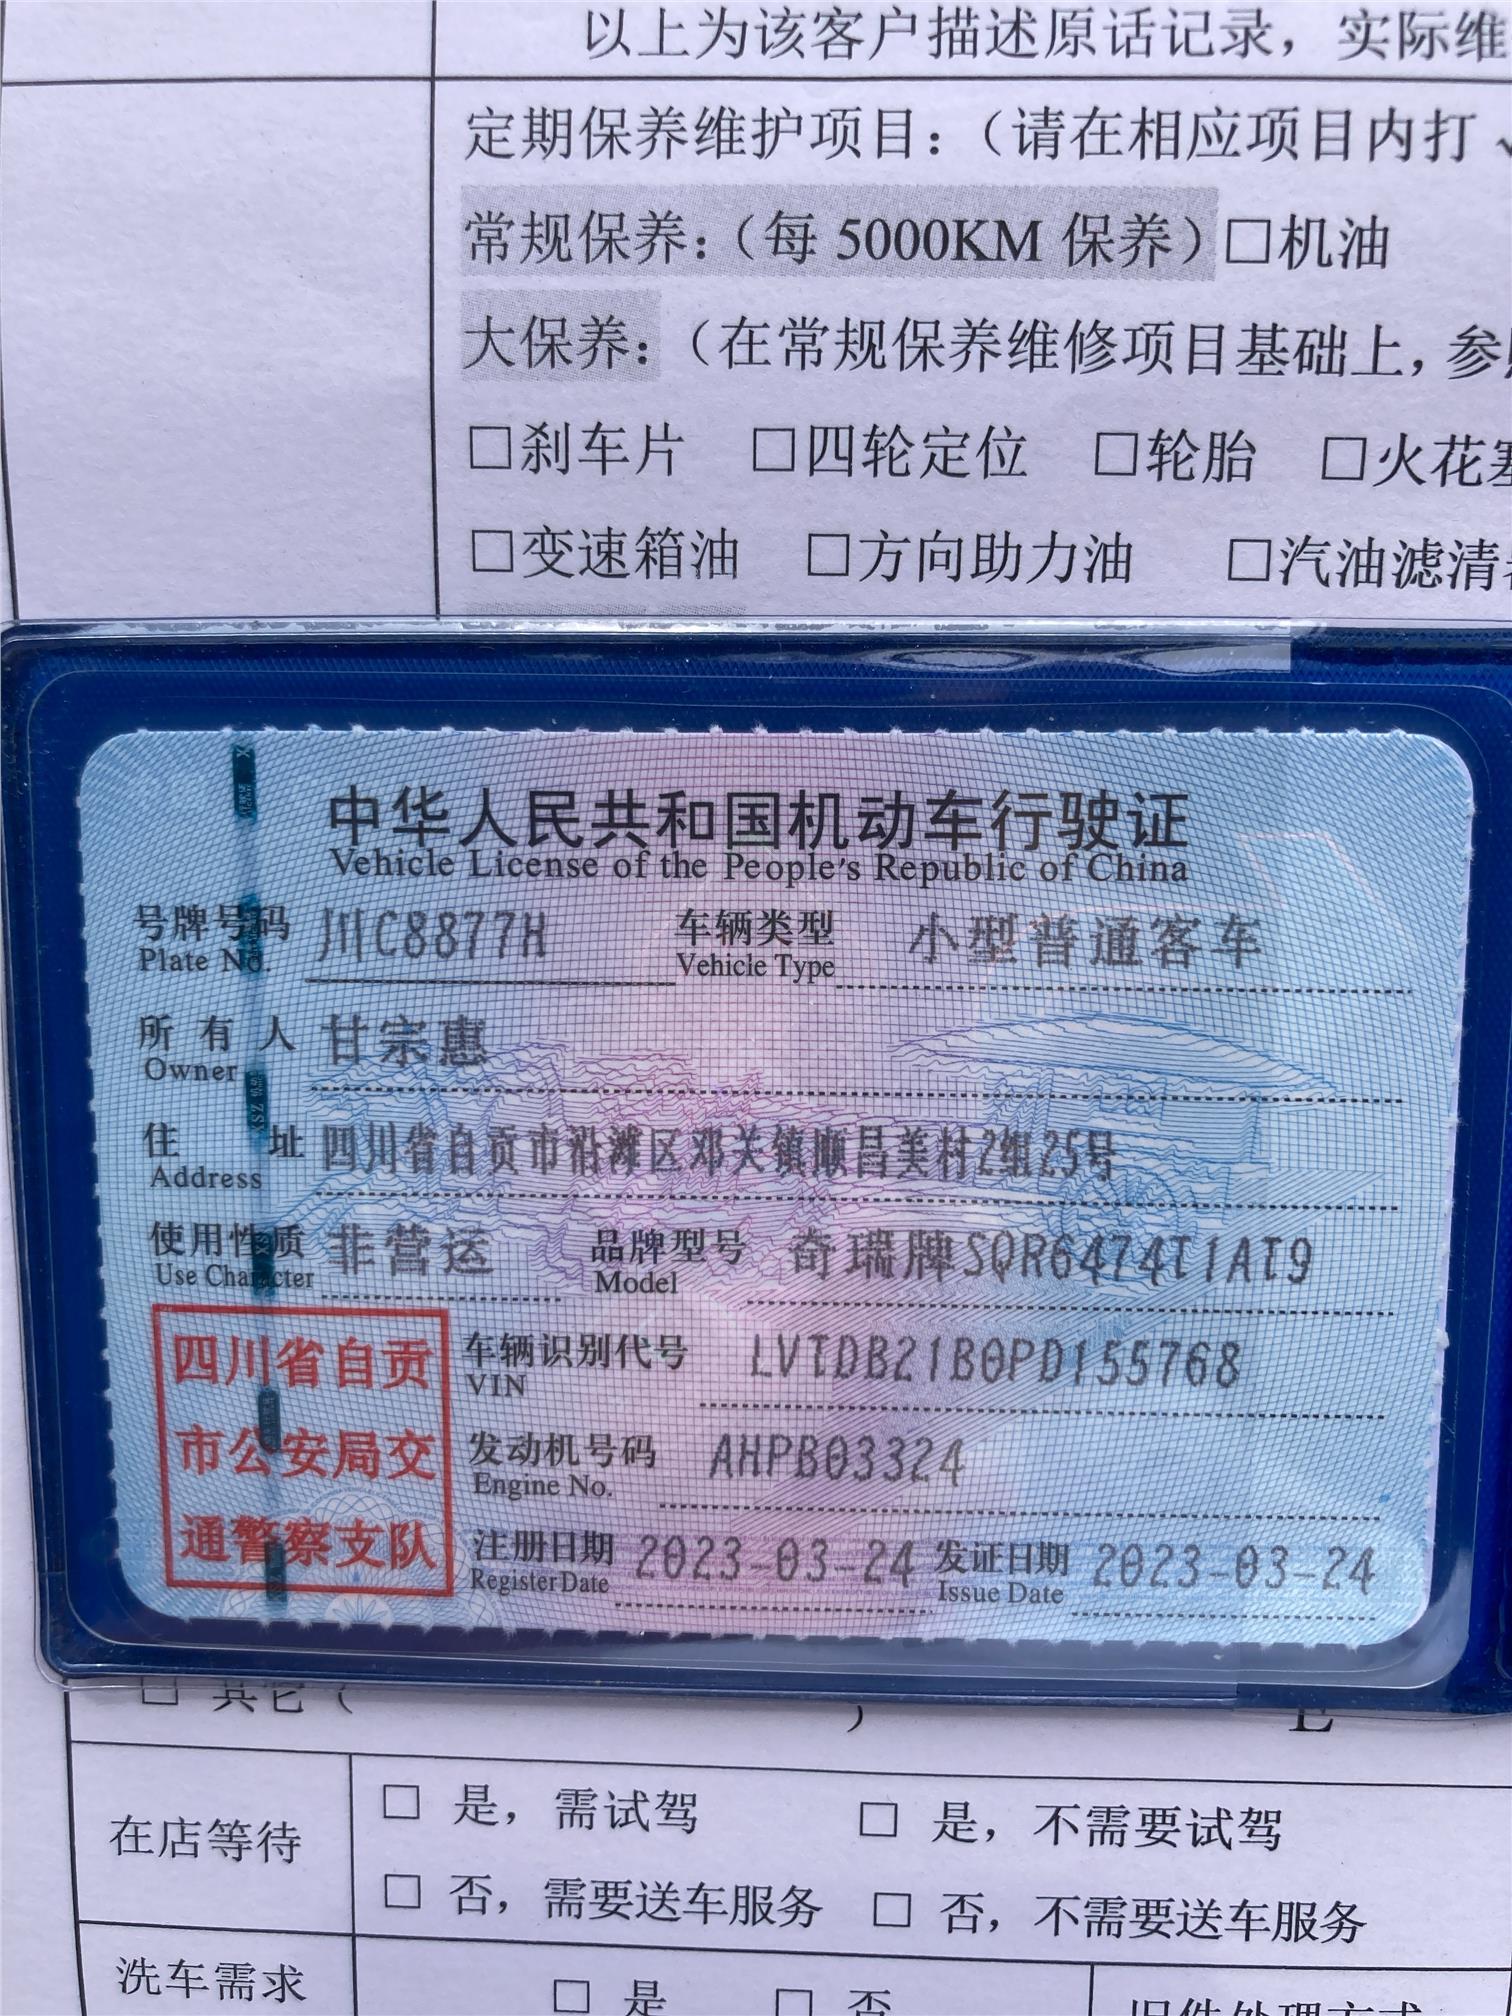 以上为该客户描述原话记录，实际维
定期保养维护项目：（请在相应项目内打
常规保养：（每 5000KM 保养）□机油
大保养：（在常规保养维修项目基础上，参
□刹车片 □四轮定位 □轮胎 □火花塞
□变速箱油 □方向助力油 □汽油滤清
中华人民共和国机动车行驶证
Vehicle License of the People's Republic of China
号牌号码 川C8877H 车辆类型 小型普通客车
Plate No. Vehicle Type
所有人 甘宗惠
Owner
住址 四川省自贡市沿滩区邓关镇顺昌美村2组25号
Address
使用性质 非营运 品牌型号 奇瑞牌SQR6474T1AT9
Use Character Model
四川省自贡
市公安局交
通警察支队
车辆识别代号 LVTDB21B0PD155768
VIN
发动机号码 AHPB03324
Engine No.
注册日期 2023-03-24 发证日期 2023-03-24
Register Date Issue Date
□ 其它（ ）
在店等待
□ 是，需试驾 □ 是，不需要试驾
□ 否，需要送车服务 □ 否，不需要送车服务
洗车需求 □ 是 □ 否 旧件处理方式